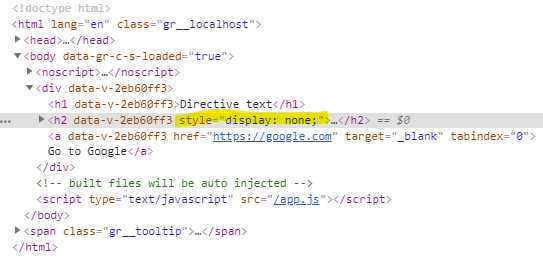 <!doctype html>
<html lang="en" class="gr__localhost">
▶<head>…</head>
▼<body data-gr-c-s-loaded="true">
▶<noscript>…</noscript>
▼<div data-v-2eb60ff3>
<h1 data-v-2eb60ff3>Directive text</h1>
… ▶<h2 data-v-2eb60ff3 style="display: none;">…</h2> == $0
<a data-v-2eb60ff3 href="https://google.com" target="_blank" tabindex="0">
Go to Google</a>
</div>
<!-- built files will be auto injected -->
<script type="text/javascript" src="/app.js"></script>
</body>
▶<span class="gr__tooltip">…</span>
</html>